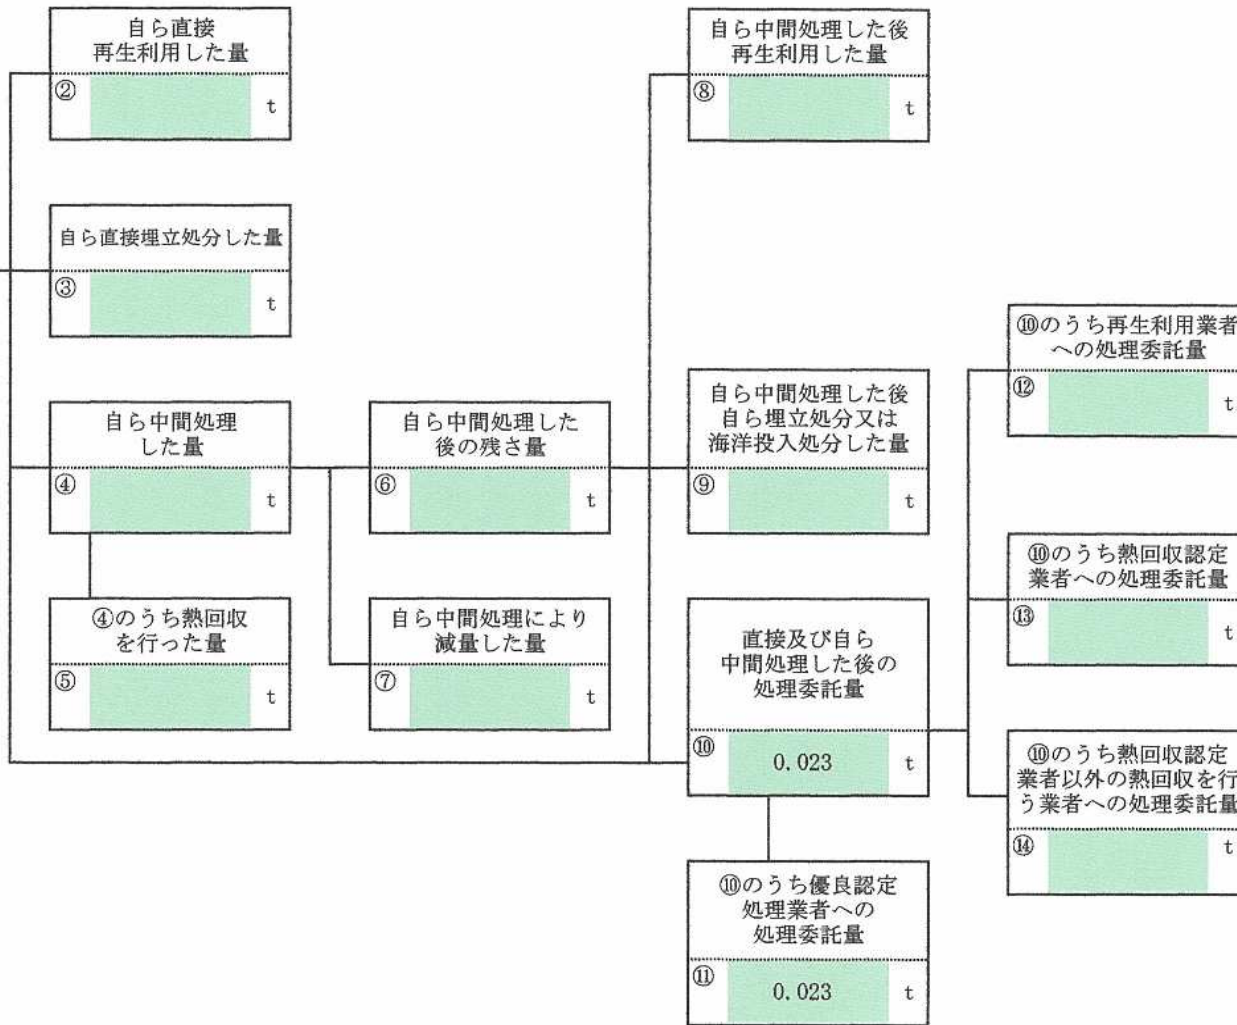 自ら直接
再生利用した量
② t
自ら直接埋立処分した量
③ t
自ら中間処理
した量
④ t
④のうち熱回収
を行った量
⑤ t
自ら中間処理した
後の残さ量
⑥ t
自ら中間処理により
減量した量
⑦ t
自ら中間処理した後
再生利用した量
⑧ t
自ら中間処理した後
自ら埋立処分又は
海洋投入処分した量
⑨ t
直接及び自ら
中間処理した後の
処理委託量
⑩ 0.023 t
⑩のうち優良認定
処理業者への
処理委託量
⑪ 0.023 t
⑩のうち再生利用業者
への処理委託量
⑫ t
⑩のうち熱回収認定
業者への処理委託量
⑬ t
⑩のうち熱回収認定
業者以外の熱回収を行
う業者への処理委託量
⑭ t